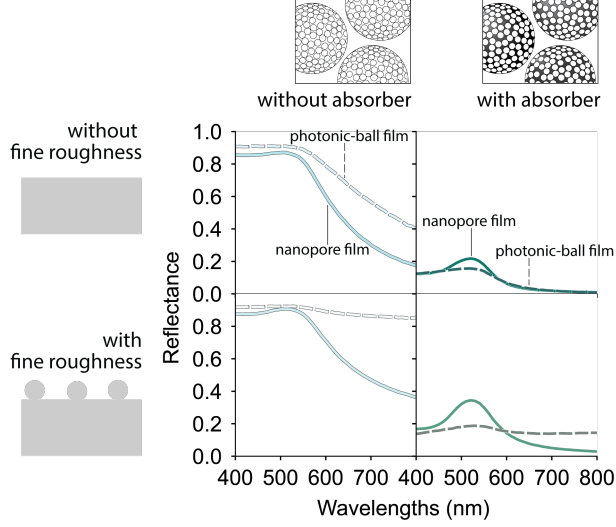 without absorber
with absorber
without
fine roughness
with
fine roughness
Reflectance
1.0
0.8
0.6
0.4
0.2
0.0
0.8
0.6
0.4
0.2
0.0
photonic-ball film
nanopore film
nanopore film
photonic-ball film
400 500 600 700 400 500 600 700 800
Wavelengths (nm)